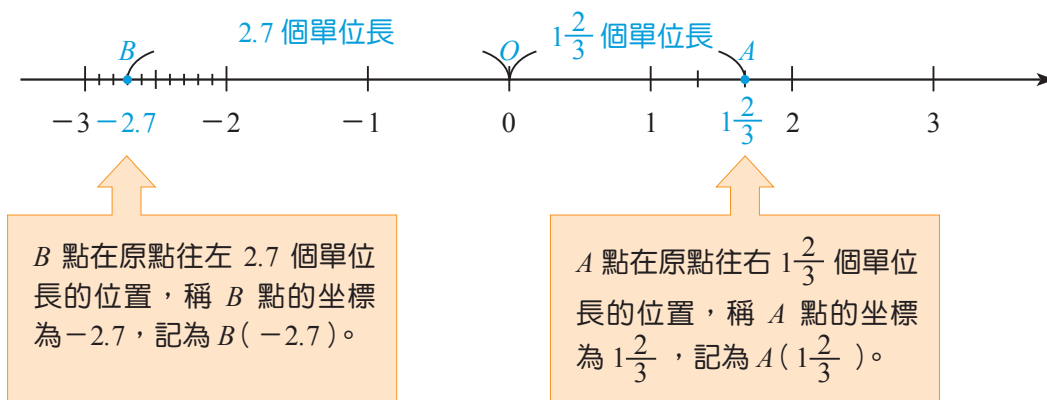 2.7 個單位長
1 2/3 個單位長
B O A
－3 －2.7 －2 －1 0 1 1 2/3 2 3
B 點在原點往左 2.7 個單位
長的位置，稱 B 點的坐標
為－2.7，記為 B（－2.7）。
A 點在原點往右 1 2/3 個單位
長的位置，稱 A 點的坐標
為 1 2/3，記為 A（1 2/3）。